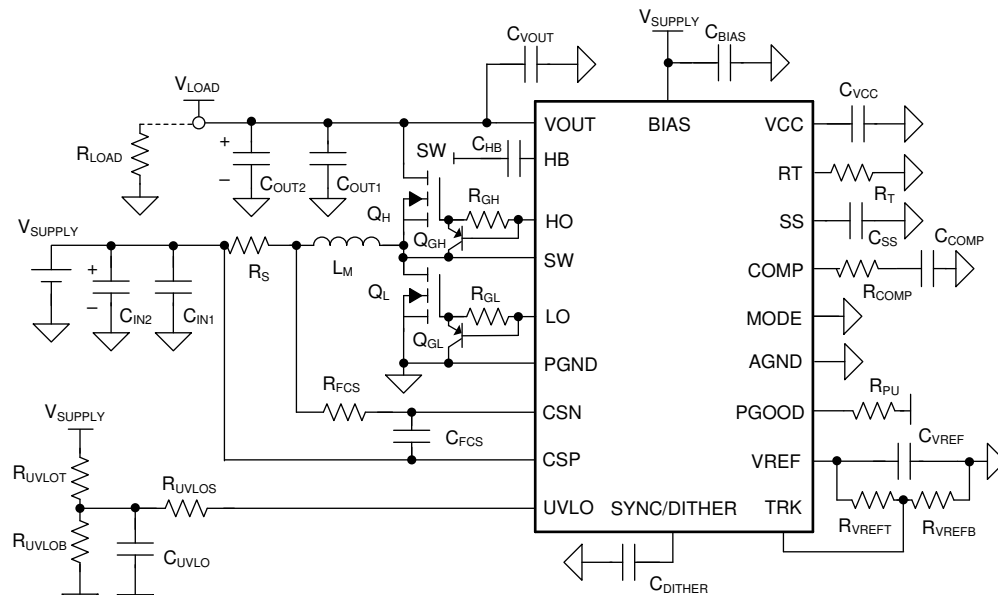 VSUPPLY
CVOUT
CBIAS
VLOAD
CVCC
VOUT
BIAS
VCC
RLOAD
+
–
COUT2
COUT1
SW
CHB
HB
RT
RT
QH
RGH
HO
QGH
SS
CSS
CCOMP
VSUPPLY
RS
LM
SW
COMP
RCOMP
+
–
CIN2
CIN1
QL
RGL
LO
QGL
MODE
PGND
AGND
RFCS
CSN
PGOOD
RPU
VSUPPLY
CFCS
CSP
VREF
CVREF
RUVLOT
RUVLOS
UVLO
SYNC/DITHER
TRK
RVREFT
RVREFB
RUVLOB
CUVLO
CDITHER